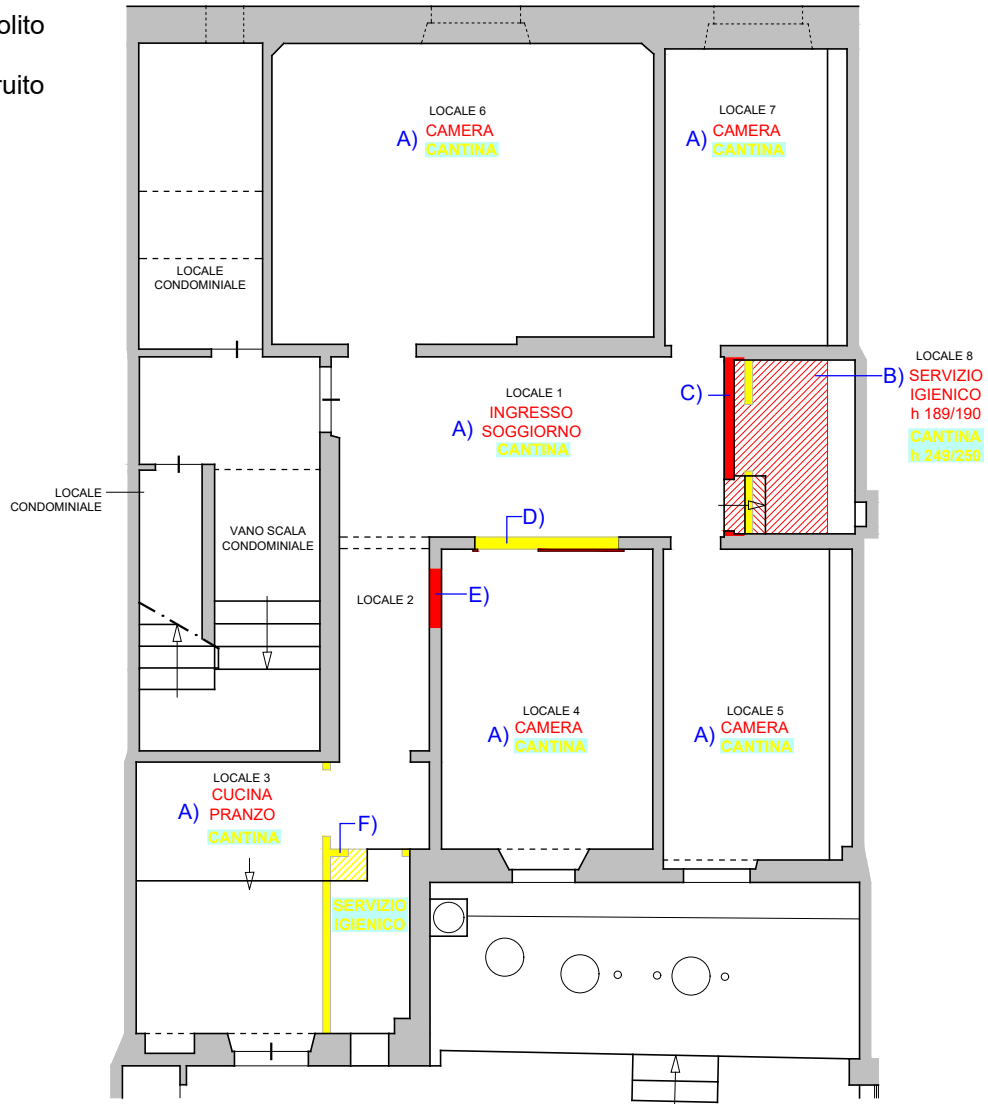 olito
ruito
LOCALE 6
A) CAMERA
CANTINA
LOCALE 7
A) CAMERA
CANTINA
LOCALE
CONDOMINIALE
LOCALE 8
B) SERVIZIO
IGIENICO
h 189/190
CANTINA
h 249/250
C)
LOCALE 1
A) INGRESSO
SOGGIORNO
CANTINA
LOCALE
CONDOMINIALE
VANO SCALA
CONDOMINIALE
D)
LOCALE 2
E)
LOCALE 4
A) CAMERA
CANTINA
LOCALE 5
A) CAMERA
CANTINA
LOCALE 3
A) CUCINA
PRANZO
CANTINA
F)
SERVIZIO
IGIENICO